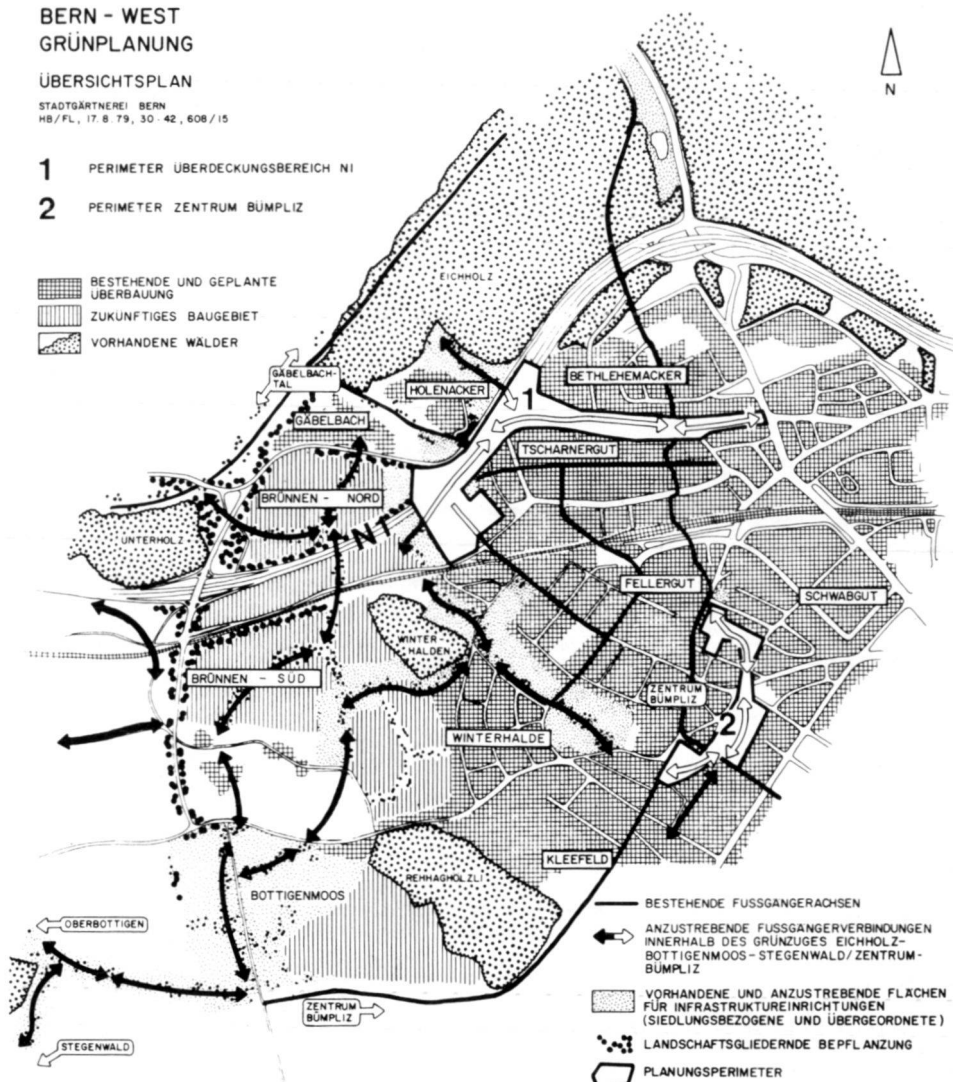 BERN - WEST
GRÜNPLANUNG
ÜBERSICHTSPLAN
STADTGÄRTNEREI BERN
HB/FL, 17. 8. 79, 30 · 42, 608/15
1 PERIMETER ÜBERDECKUNGSBEREICH N1
2 PERIMETER ZENTRUM BÜMPLIZ
BESTEHENDE UND GEPLANTE
ÜBERBAUUNG
ZUKÜNFTIGES BAUGEBIET
VORHANDENE WÄLDER
N
EICHHOLZ
GÄBELBACH-
TAL
HOLENACKER
BETHLEHEMACKER
1
GÄBELBACH
TSCHARNERGUT
BRÜNNEN - NORD
N1
UNTERHOLZ
FELLERGUT
SCHWABGUT
WINTER
HALDEN
BRÜNNEN - SÜD
ZENTRUM
BÜMPLIZ
2
WINTERHALDE
KLEEFELD
REHHAGHÖLZLI
BOTTIGENMOOS
OBERBOTTIGEN
ZENTRUM
BÜMPLIZ
STEGENWALD
BESTEHENDE FUSSGÄNGERACHSEN
ANZUSTREBENDE FUSSGÄNGERVERBINDUNGEN
INNERHALB DES GRÜNZUGES EICHHOLZ-
BOTTIGENMOOS-STEGENWALD/ZENTRUM-
BÜMPLIZ
VORHANDENE UND ANZUSTREBENDE FLÄCHEN
FÜR INFRASTRUKTUREINRICHTUNGEN
(SIEDLUNGSBEZOGENE UND ÜBERGEORDNETE)
LANDSCHAFTSGLIEDERNDE BEPFLANZUNG
PLANUNGSPERIMETER